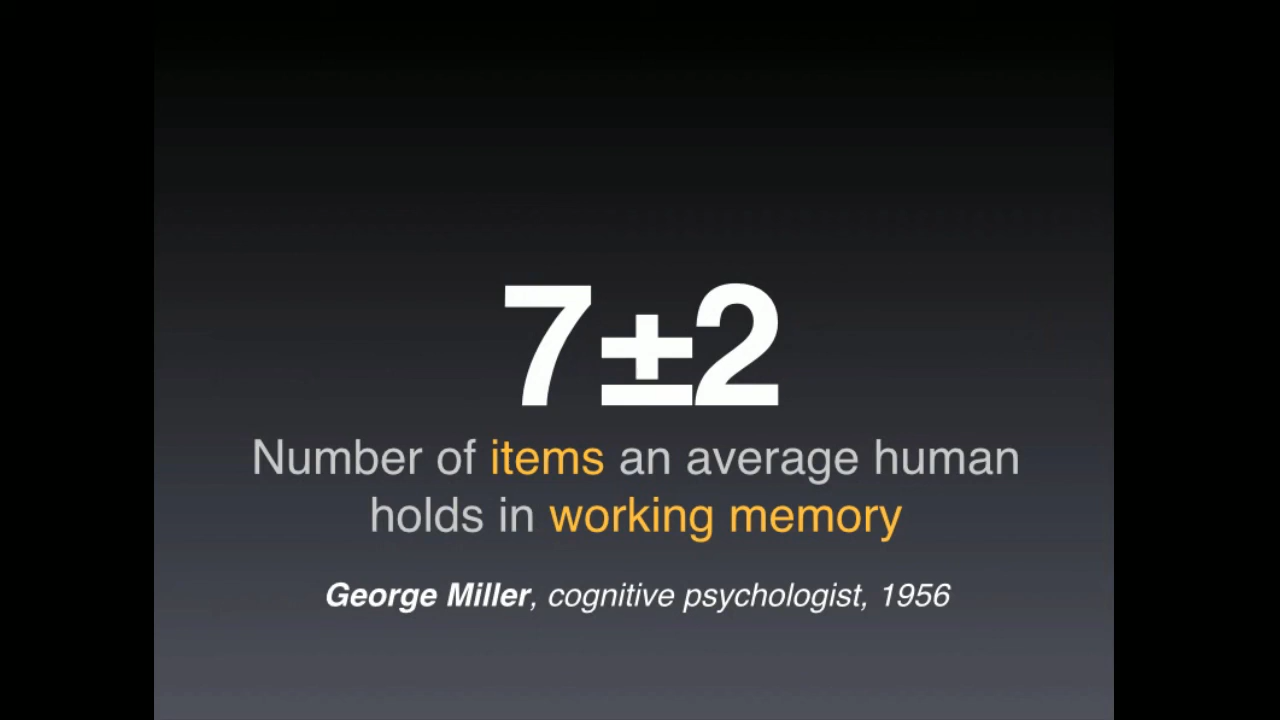 7±2
Number of items an average human
holds in working memory
George Miller, cognitive psychologist, 1956